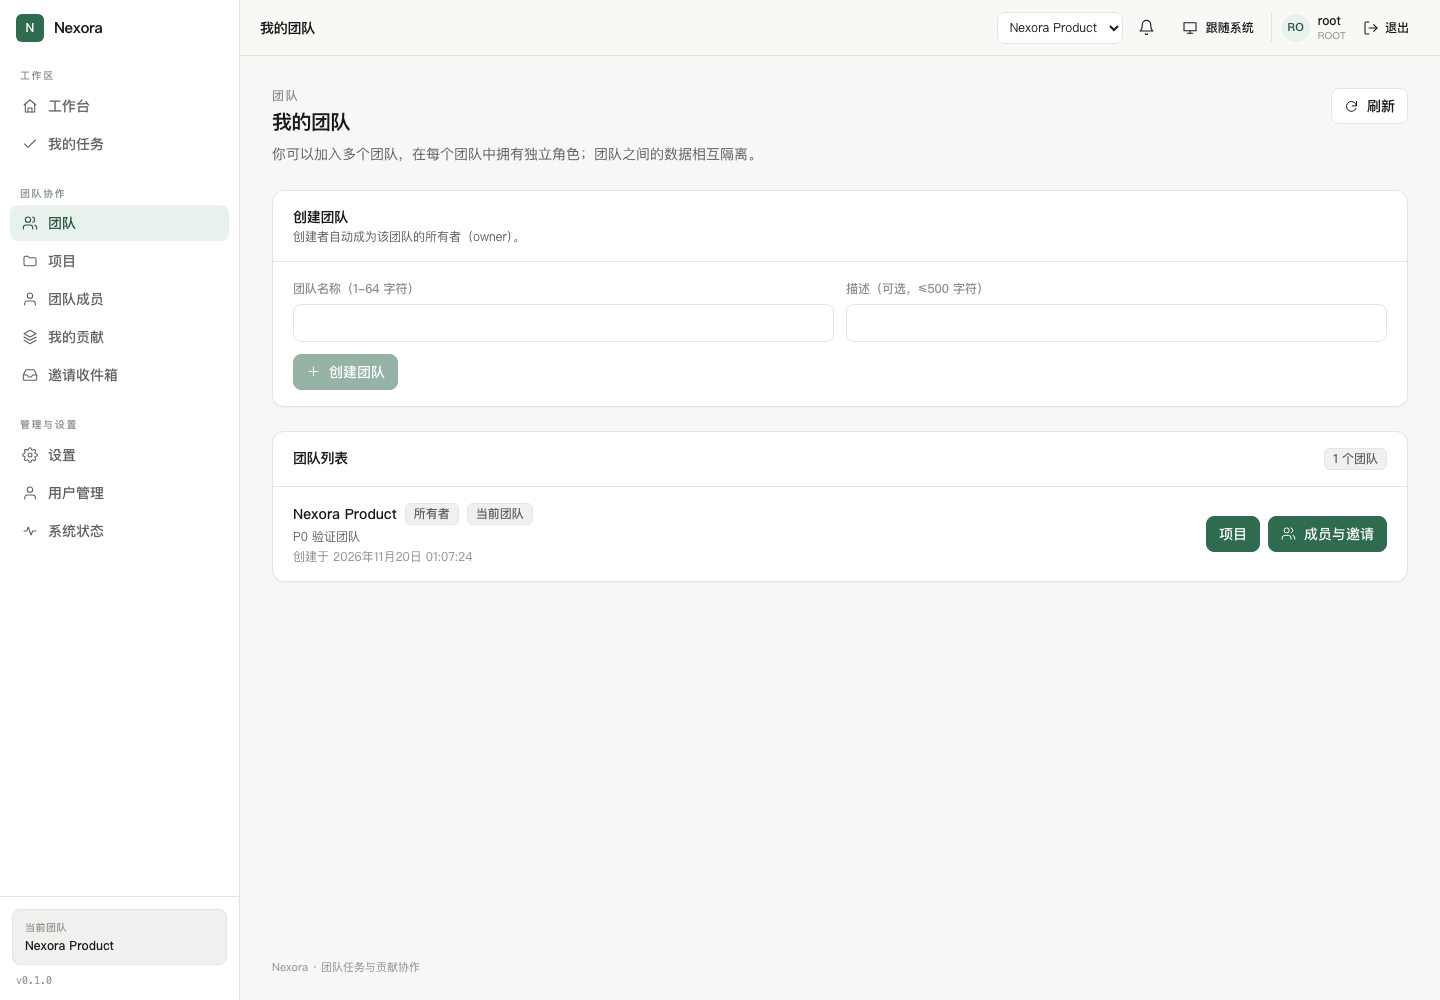 N Nexora
工作区
工作台
我的任务
团队协作
团队
项目
团队成员
我的贡献
邀请收件箱
管理与设置
设置
用户管理
系统状态
当前团队
Nexora Product
v0.1.0
我的团队
Nexora Product
跟随系统
RO
root
ROOT
退出
团队
我的团队
你可以加入多个团队，在每个团队中拥有独立角色；团队之间的数据相互隔离。
刷新
创建团队
创建者自动成为该团队的所有者（owner）。
团队名称（1–64 字符）
描述（可选，≤500 字符）
创建团队
团队列表
1 个团队
Nexora Product 所有者 当前团队
P0 验证团队
创建于 2026年11月20日 01:07:24
项目
成员与邀请
Nexora · 团队任务与贡献协作